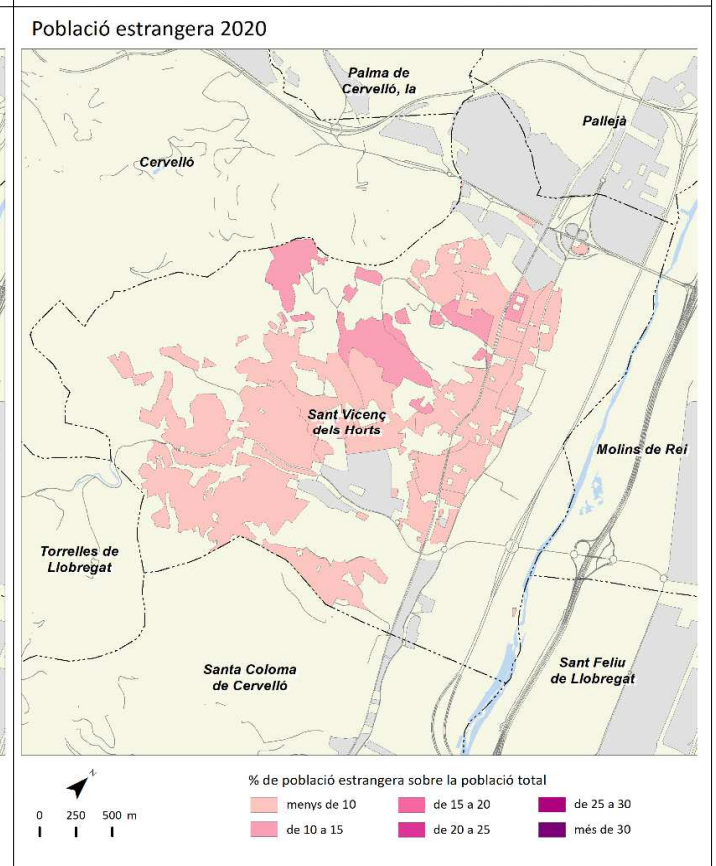 Població estrangera 2020
Palma de
Cervelló, la
Pallejà
Cervelló
Sant Vicenç
dels Horts
Molins de Rei
Torrelles de
Llobregat
Santa Coloma
de Cervelló
Sant Feliu
de Llobregat
N
0 250 500 m
% de població estrangera sobre la població total
menys de 10
de 15 a 20
de 25 a 30
de 10 a 15
de 20 a 25
més de 30